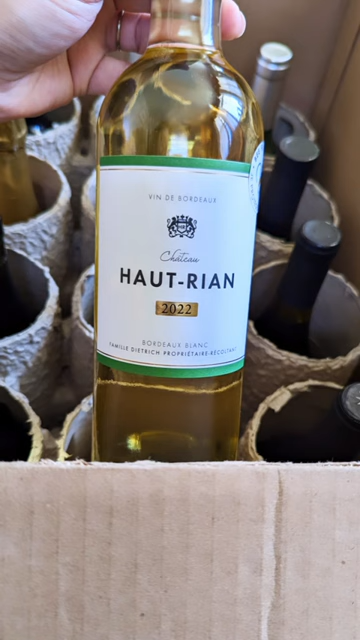 VIN DE BORDEAUX
Château
HAUT-RIAN
2022
BORDEAUX BLANC
FAMILLE DIETRICH PROPRIÉTAIRE-RÉCOLTANT